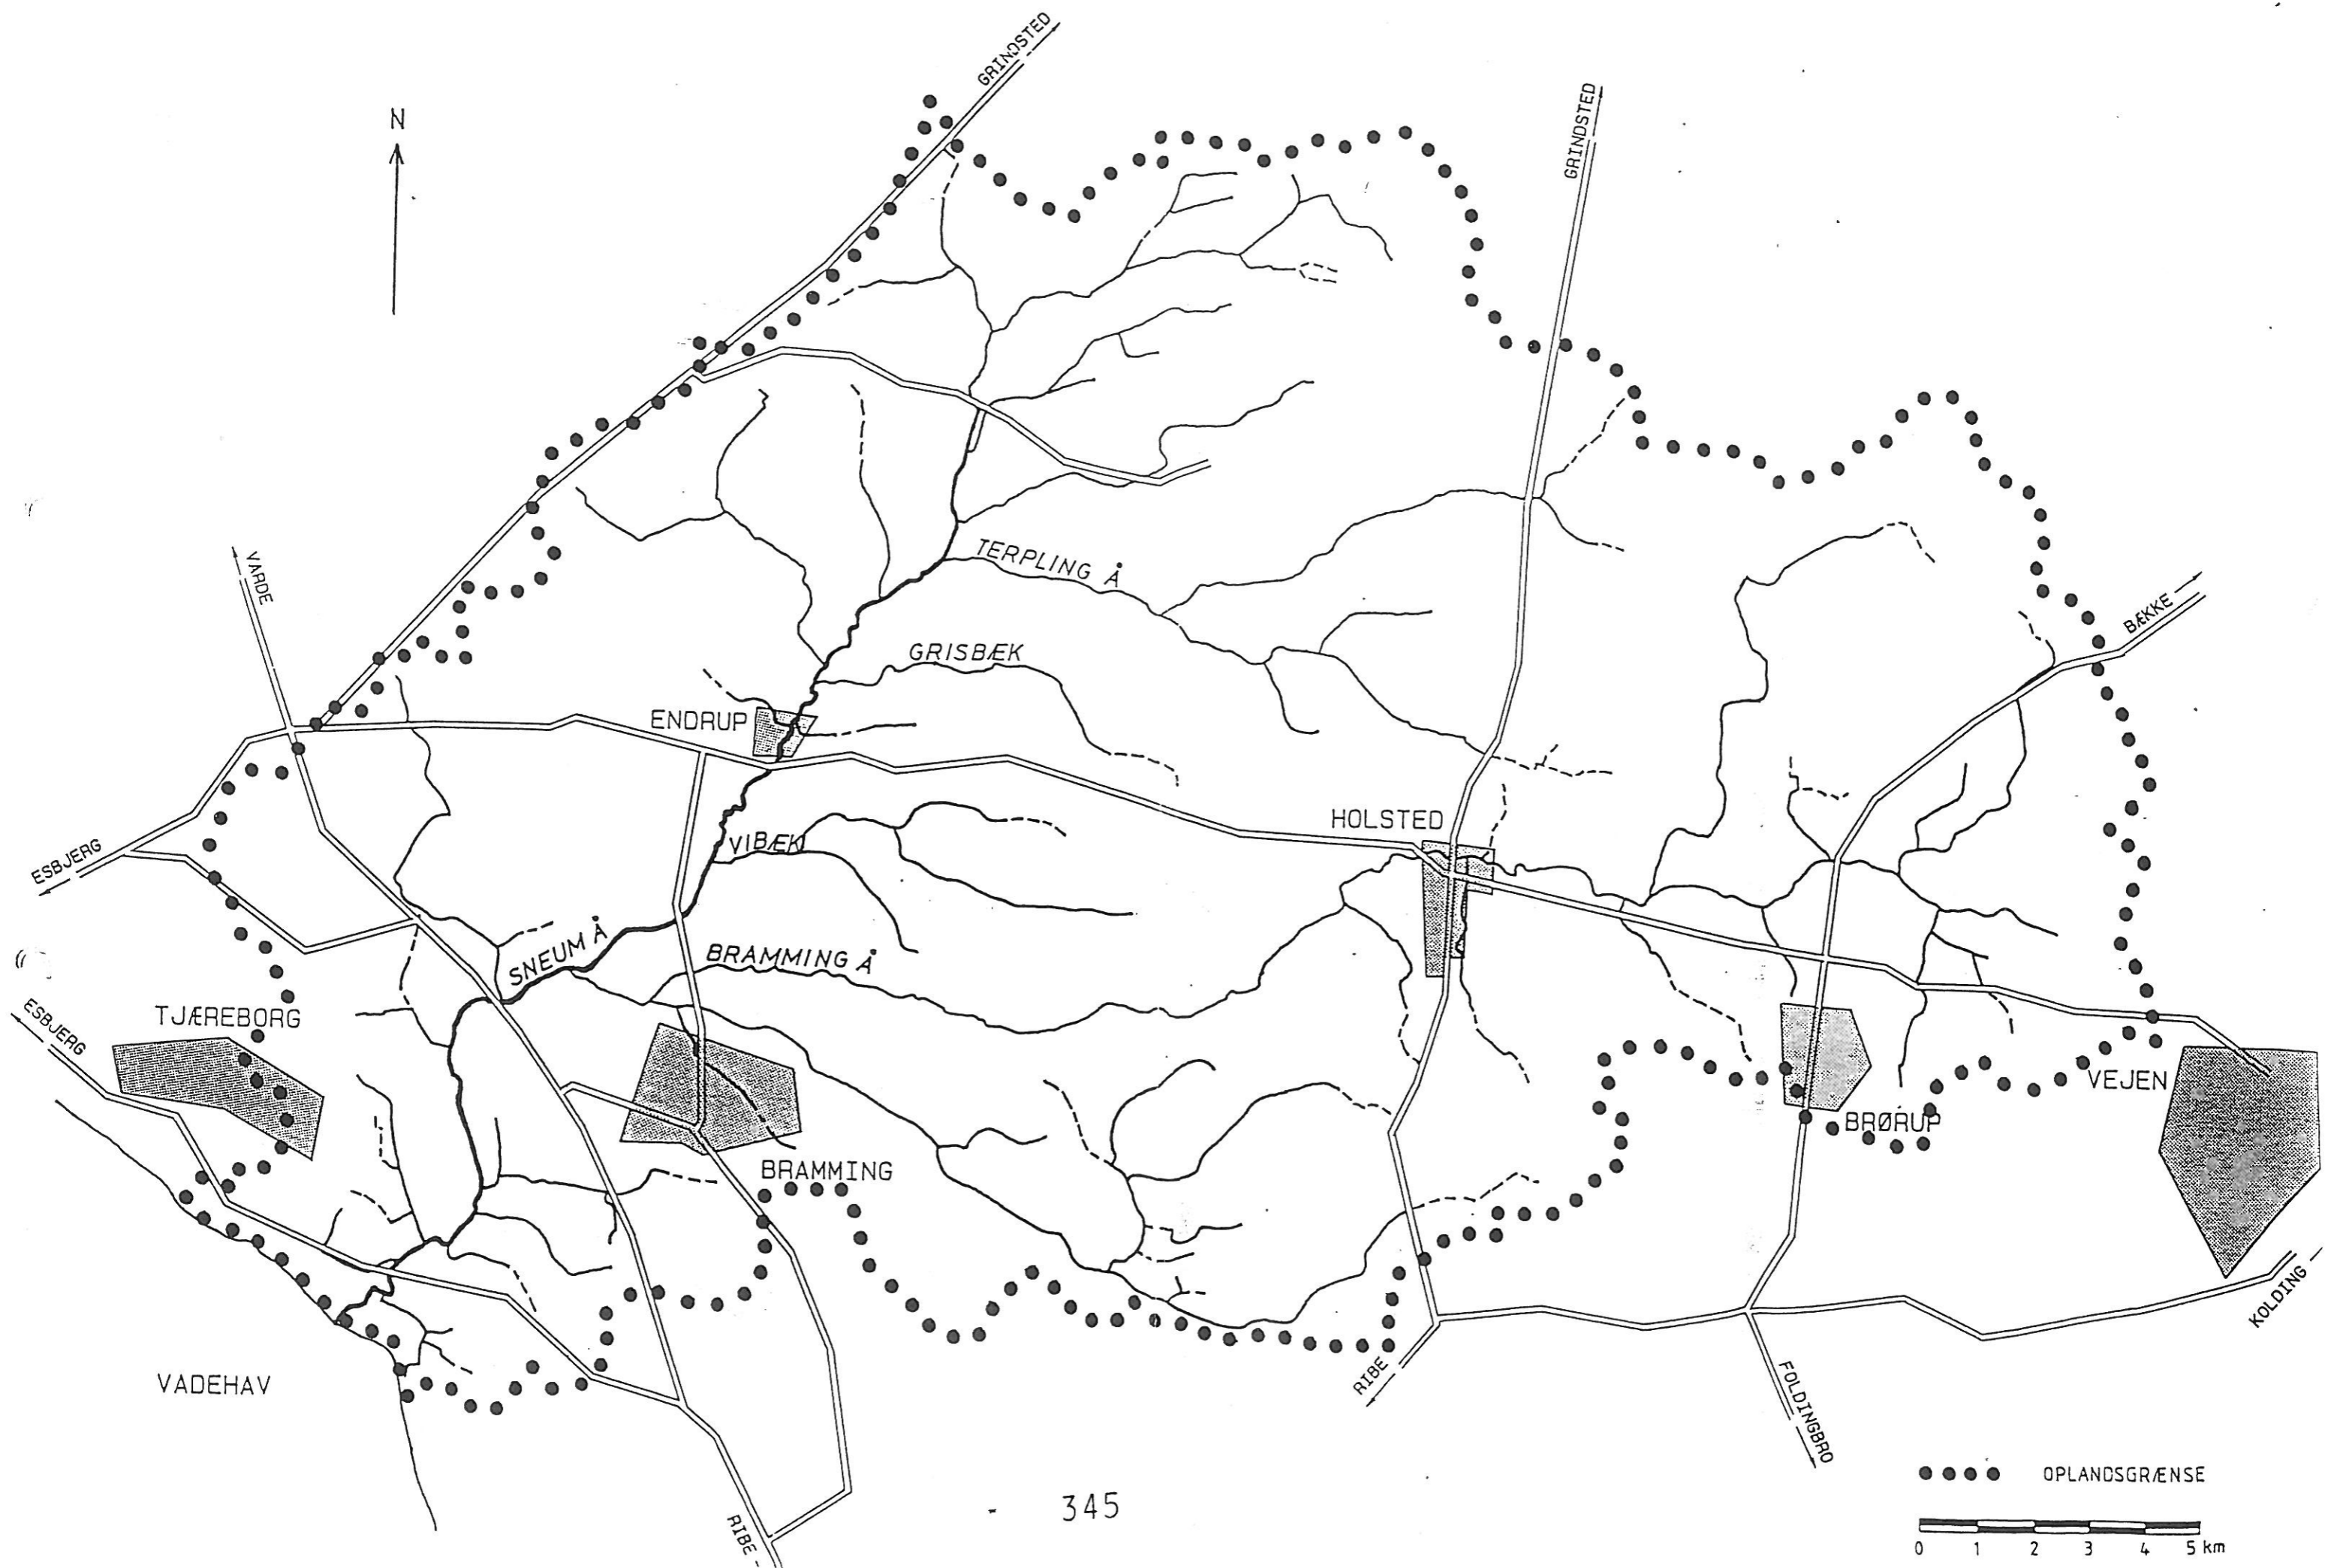 GRINDSTED
N
GRINDSTED
VARDE
TERPLING Å
BÆKKE
GRISBÆK
ENDRUP
HOLSTED
VIBÆK
ESBJERG
SNEUM Å
BRAMMING Å
TJÆREBORG
ESBJERG
VEJEN
BRØRUP
BRAMMING
KOLDING
RIBE
VADEHAV
FOLDINGBRO
OPLANDSGRÆNSE
- 345
RIBE
0 1 2 3 4 5 km